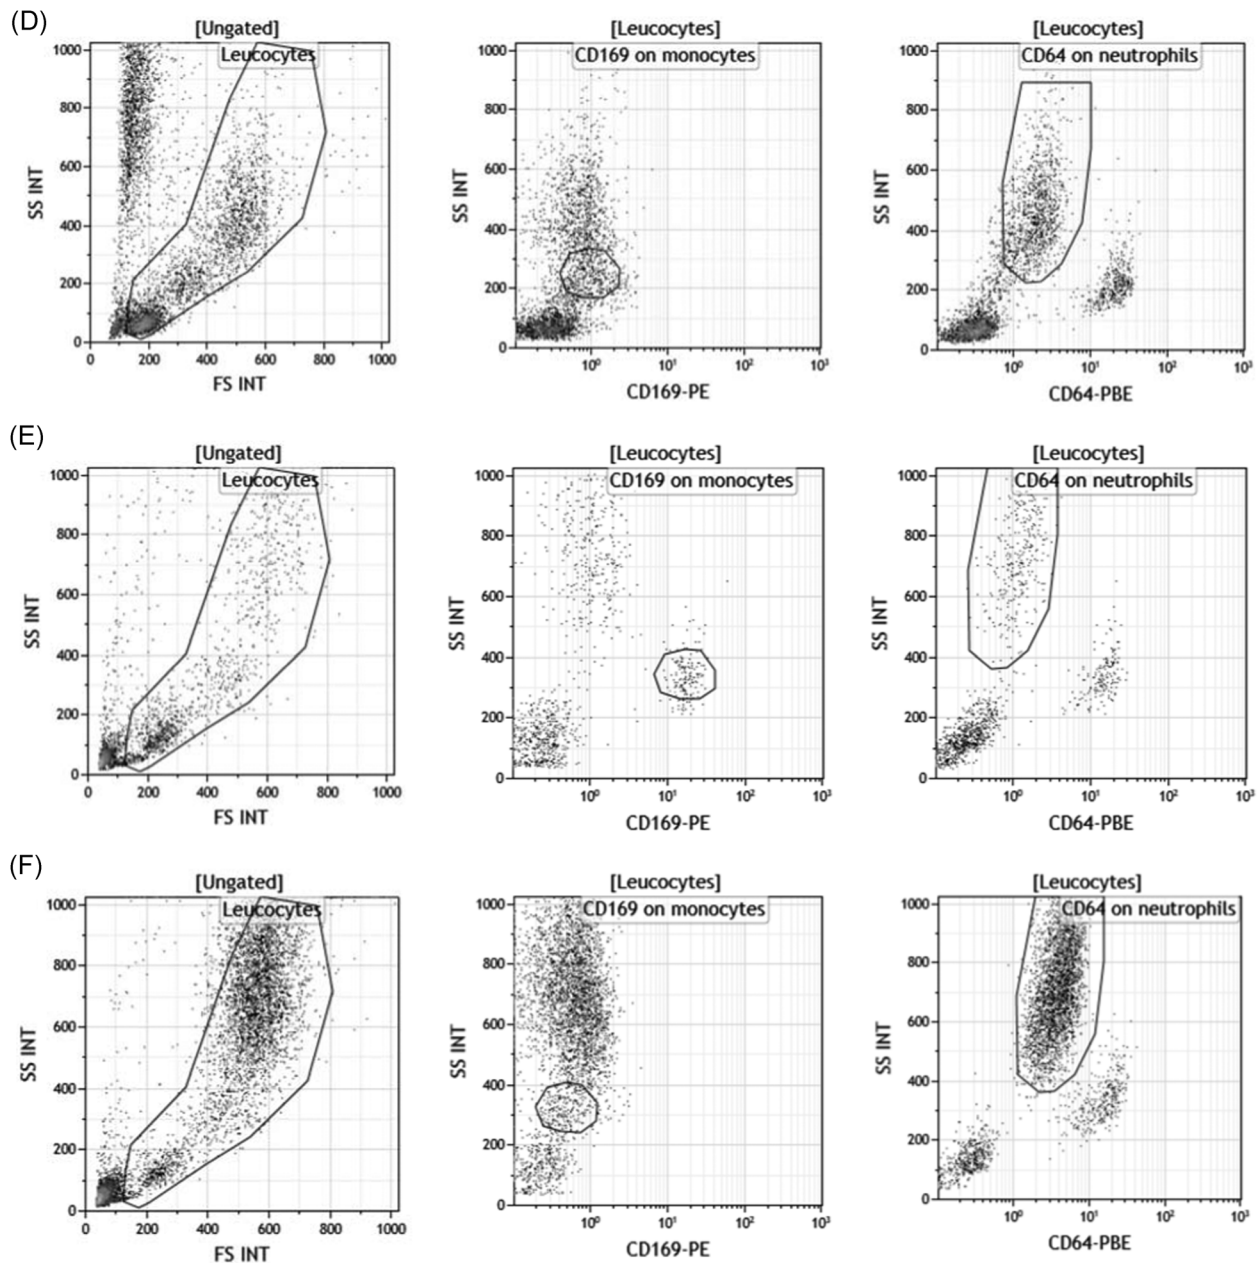 (D)
[Ungated]
Leucocytes
1000
800
600
400
200
0
SS INT
0 200 400 600 800 1000
FS INT
[Leucocytes]
CD169 on monocytes
1000
800
600
400
200
0
SS INT
10⁰ 10¹ 10² 10³
CD169-PE
[Leucocytes]
CD64 on neutrophils
1000
800
600
400
200
0
SS INT
10⁰ 10¹ 10² 10³
CD64-PBE
(E)
[Ungated]
Leucocytes
1000
800
600
400
200
0
SS INT
0 200 400 600 800 1000
FS INT
[Leucocytes]
CD169 on monocytes
1000
800
600
400
200
0
SS INT
10⁰ 10¹ 10² 10³
CD169-PE
[Leucocytes]
CD64 on neutrophils
1000
800
600
400
200
0
SS INT
10⁰ 10¹ 10² 10³
CD64-PBE
(F)
[Ungated]
Leucocytes
1000
800
600
400
200
0
SS INT
0 200 400 600 800 1000
FS INT
[Leucocytes]
CD169 on monocytes
1000
800
600
400
200
0
SS INT
10⁰ 10¹ 10² 10³
CD169-PE
[Leucocytes]
CD64 on neutrophils
1000
800
600
400
200
0
SS INT
10⁰ 10¹ 10² 10³
CD64-PBE